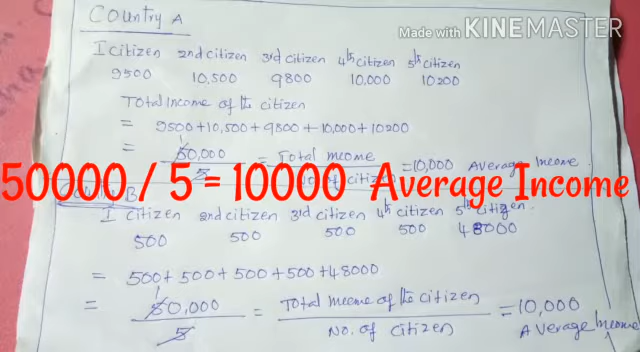 Country A
Made with KINEMASTER
I citizen 2nd citizen 3rd citizen 4th citizen 5th citizen
9500 10,500 9800 10,000 10200
Total Income of the citizen
= 9500+10,500+9800+10,000+10200
= 50,000 = Total income = 10,000 Average Income
5 citizen
50000 / 5 = 10000 Average Income
Country B
I citizen 2nd citizen 3rd citizen 4th citizen 5th citizen
500 500 500 500 48000
= 500+500+500+500+48000
= 50,000 = Total income of the citizen = 10,000
5 No. of citizen Average Income